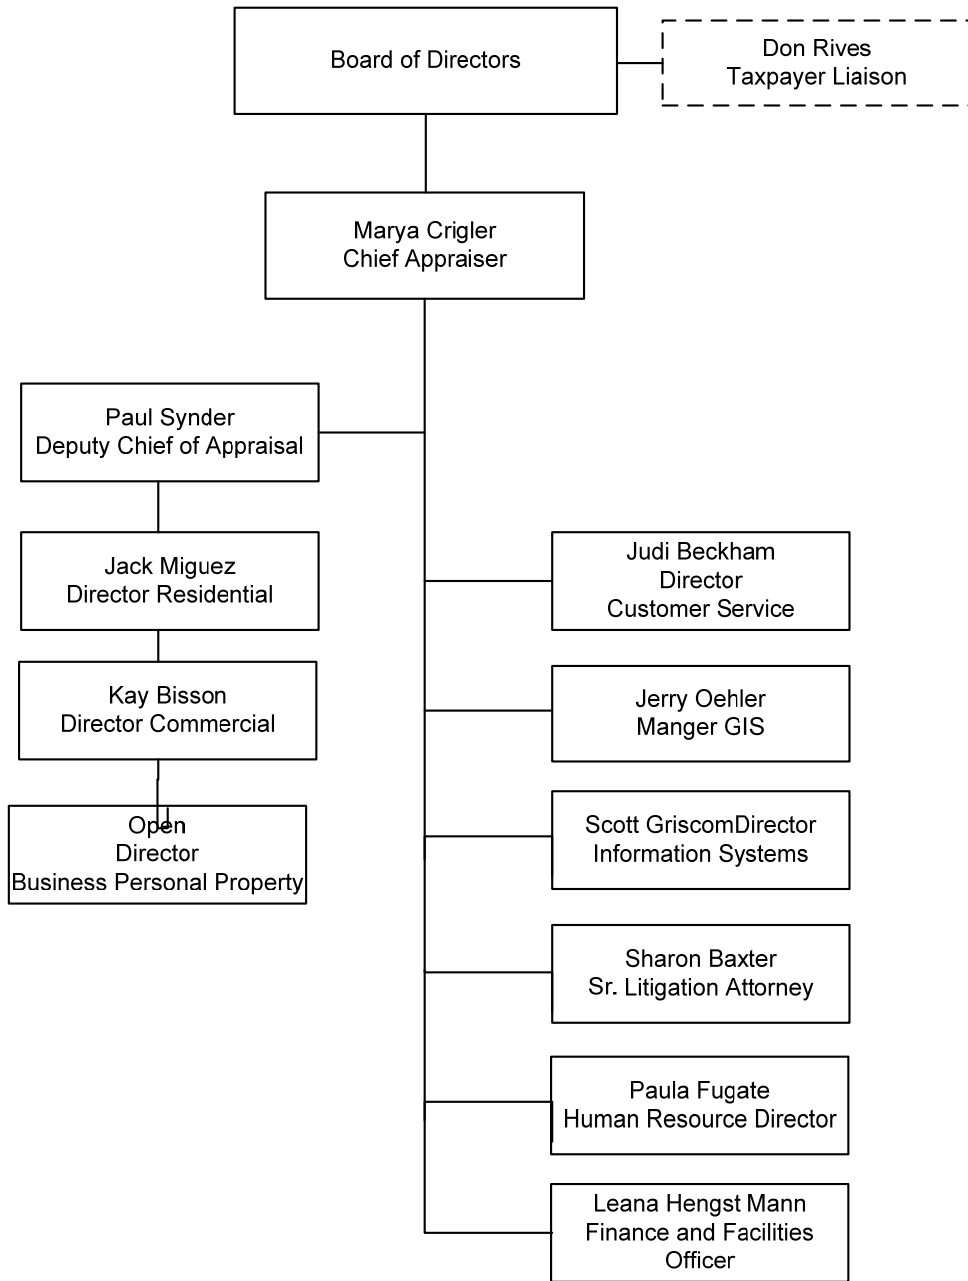 Board of Directors
Don Rives
Taxpayer Liaison
Marya Crigler
Chief Appraiser
Paul Synder
Deputy Chief of Appraisal
Jack Miguez
Director Residential
Kay Bisson
Director Commercial
Open
Director
Business Personal Property
Judi Beckham
Director
Customer Service
Jerry Oehler
Manger GIS
Scott GriscomDirector
Information Systems
Sharon Baxter
Sr. Litigation Attorney
Paula Fugate
Human Resource Director
Leana Hengst Mann
Finance and Facilities
Officer